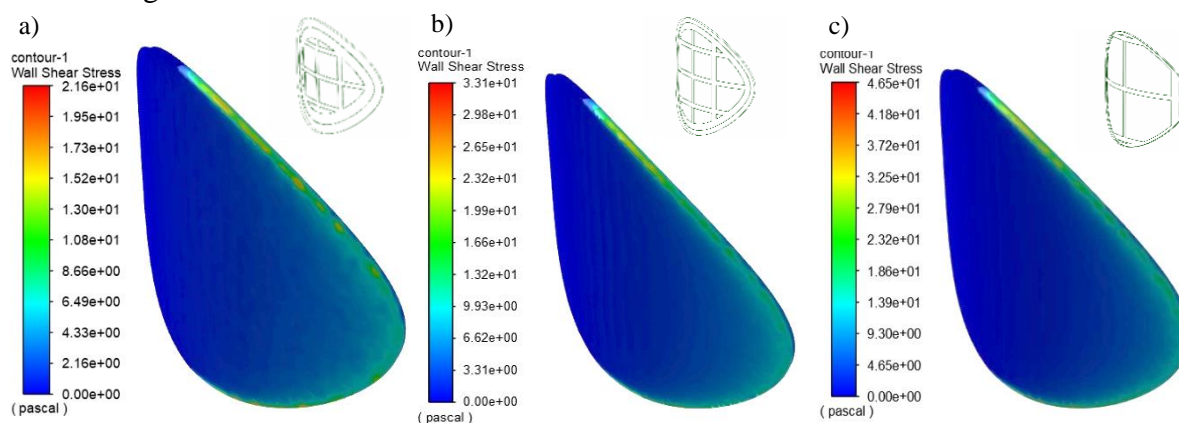 a)
contour-1
Wall Shear Stress
2.16e+01
1.95e+01
1.73e+01
1.52e+01
1.30e+01
1.08e+01
8.66e+00
6.49e+00
4.33e+00
2.16e+00
0.00e+00
( pascal )
b)
contour-1
Wall Shear Stress
3.31e+01
2.98e+01
2.65e+01
2.32e+01
1.99e+01
1.66e+01
1.32e+01
9.93e+00
6.62e+00
3.31e+00
0.00e+00
( pascal )
c)
contour-1
Wall Shear Stress
4.65e+01
4.18e+01
3.72e+01
3.25e+01
2.79e+01
2.32e+01
1.86e+01
1.39e+01
9.30e+00
4.65e+00
0.00e+00
( pascal )